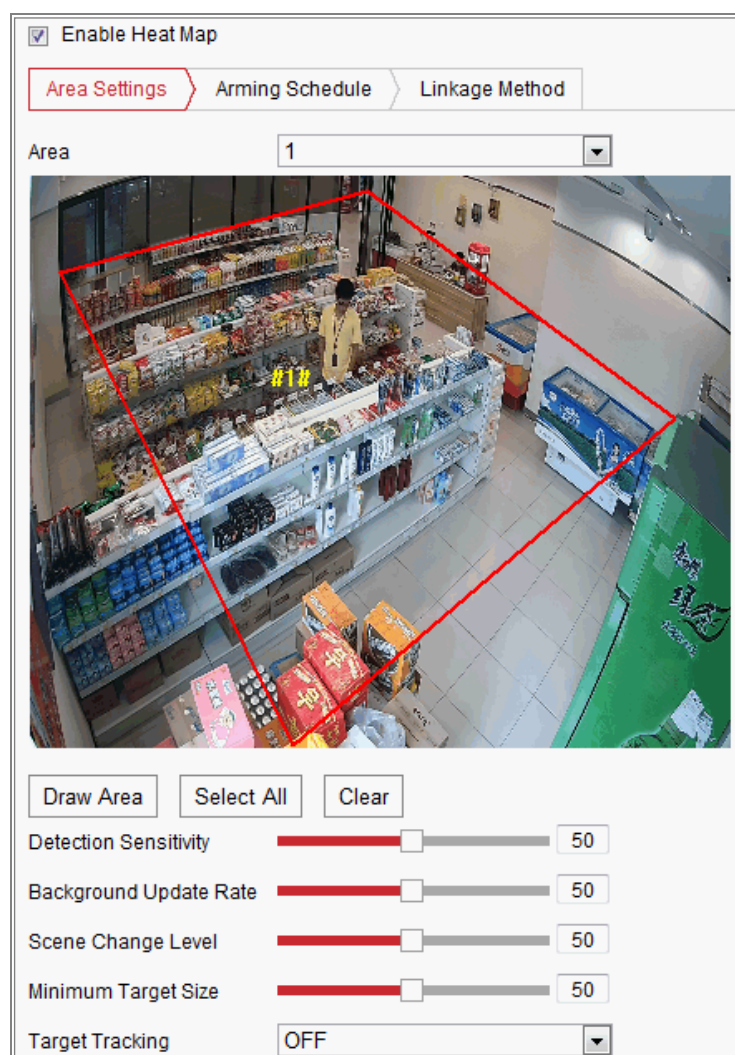 Enable Heat Map
Area Settings
Arming Schedule
Linkage Method
Area
1
#1#
Draw Area
Select All
Clear
Detection Sensitivity
50
Background Update Rate
50
Scene Change Level
50
Minimum Target Size
50
Target Tracking
OFF